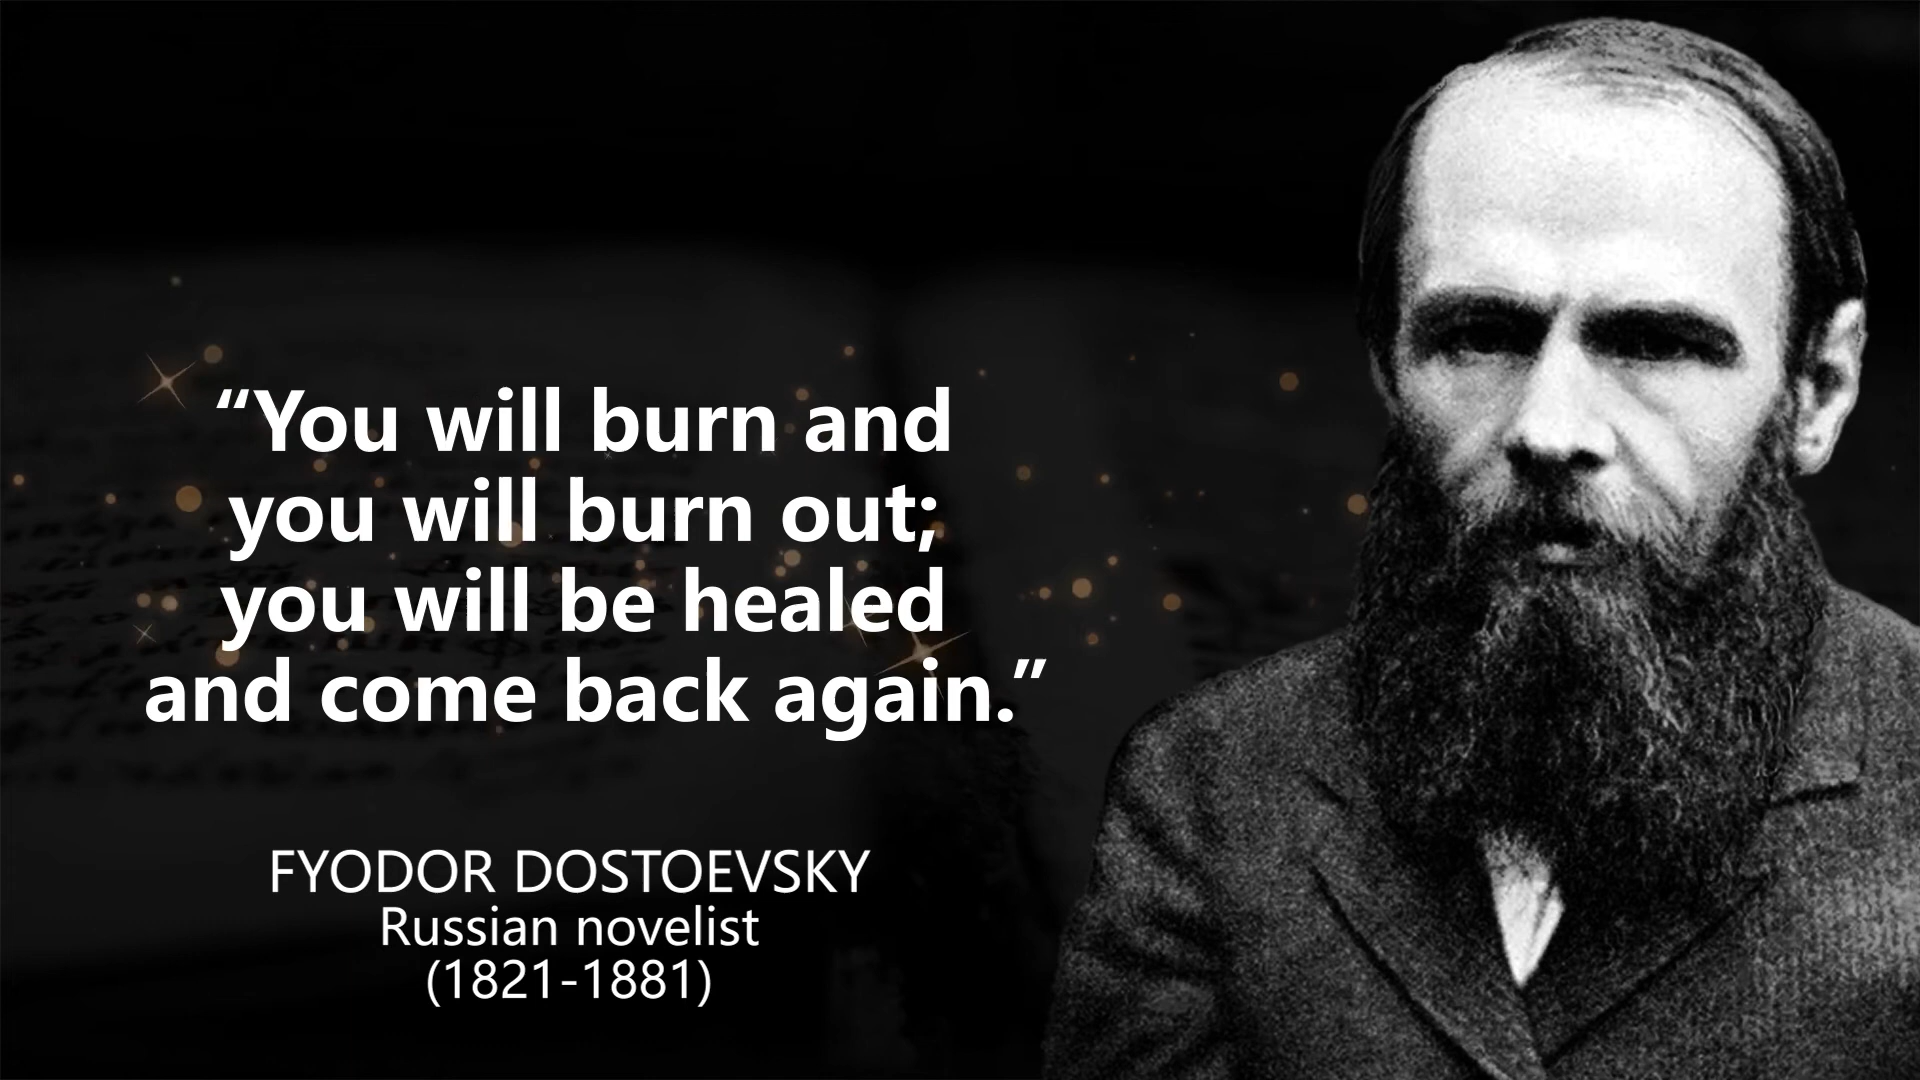 “You will burn and
you will burn out;
you will be healed
and come back again.”
FYODOR DOSTOEVSKY
Russian novelist
(1821-1881)